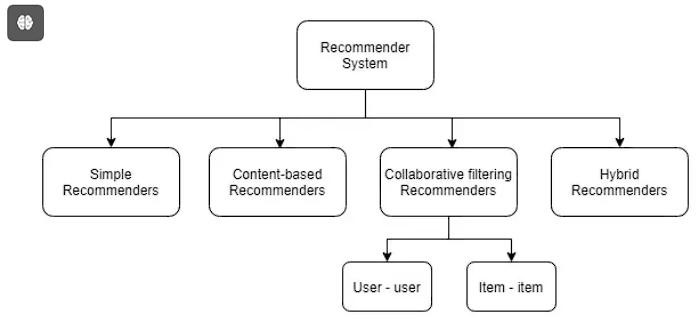 Recommender
System
Simple
Recommenders
Content-based
Recommenders
Collaborative filtering
Recommenders
Hybrid
Recommenders
User - user
Item - item